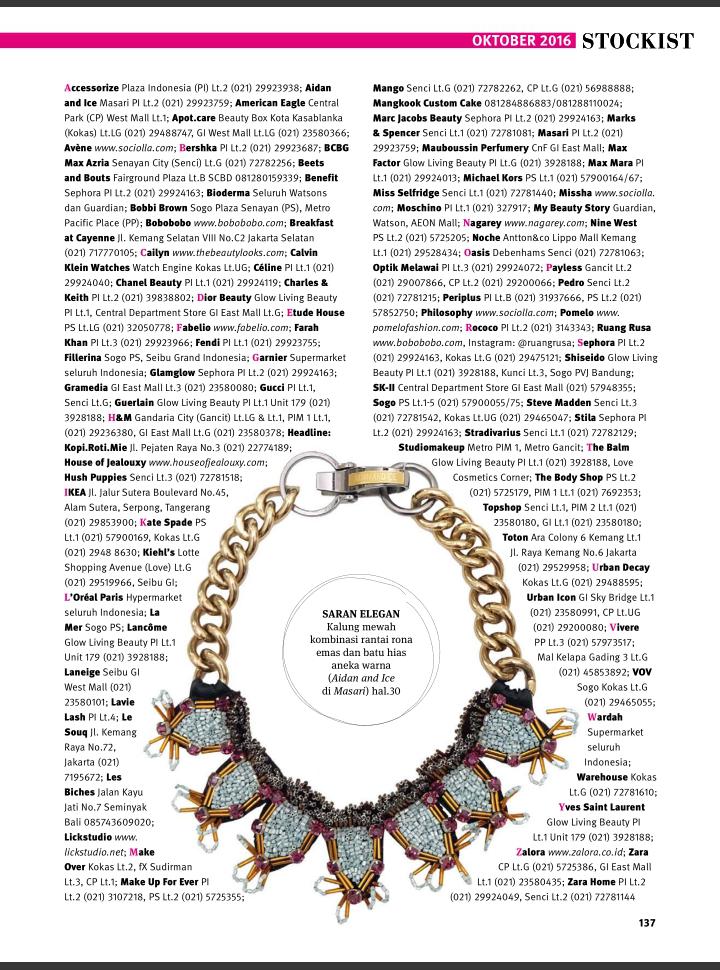 OKTOBER 2016 STOCKIST
Accessorize Plaza Indonesia (PI) Lt.2 (021) 29923938; Aidan
and Ice Masari PI Lt.2 (021) 29923759; American Eagle Central
Park (CP) West Mall Lt.1; Apot.care Beauty Box Kota Kasablanka
(Kokas) Lt.LG (021) 29488747, GI West Mall Lt.LG (021) 23580366;
Avène www.sociolla.com; Bershka PI Lt.2 (021) 29923687; BCBG
Max Azria Senayan City (Senci) Lt.G (021) 72782256; Beets
and Bouts Fairground Plaza Lt.B SCBD 081280159339; Benefit
Sephora PI Lt.2 (021) 29924163; Bioderma Seluruh Watsons
dan Guardian; Bobbi Brown Sogo Plaza Senayan (PS), Metro
Pacific Place (PP); Bobobobo www.bobobobo.com; Breakfast
at Cayenne Jl. Kemang Selatan VIII No.C2 Jakarta Selatan
(021) 717770105; Cailyn www.thebeautylooks.com; Calvin
Klein Watches Watch Engine Kokas Lt.UG; Céline PI Lt.1 (021)
29924040; Chanel Beauty PI Lt.1 (021) 29924119; Charles &
Keith PI Lt.2 (021) 39838802; Dior Beauty Glow Living Beauty
PI Lt.1, Central Department Store GI East Mall Lt.G; Etude House
PS Lt.LG (021) 32050778; Fabelio www.fabelio.com; Farah
Khan PI Lt.3 (021) 29923966; Fendi PI Lt.1 (021) 29923755;
Fillerina Sogo PS, Seibu Grand Indonesia; Garnier Supermarket
seluruh Indonesia; Glamglow Sephora PI Lt.2 (021) 29924163;
Gramedia GI East Mall Lt.3 (021) 23580080; Gucci PI Lt.1,
Senci Lt.G; Guerlain Glow Living Beauty PI Lt.1 Unit 179 (021)
3928188; H&M Gandaria City (Gancit) Lt.LG & Lt.1, PIM 1 Lt.1,
(021) 29236380, GI East Mall Lt.G (021) 23580378; Headline:
Kopi.Roti.Mie Jl. Pejaten Raya No.3 (021) 22774189;
House of Jealouxy www.houseofjealouxy.com;
Hush Puppies Senci Lt.3 (021) 72781518;
IKEA Jl. Jalur Sutera Boulevard No.45,
Alam Sutera, Serpong, Tangerang
(021) 29853900; Kate Spade PS
Lt.1 (021) 57900169, Kokas Lt.G
(021) 2948 8630; Kiehl's Lotte
Shopping Avenue (Love) Lt.G
(021) 29519966, Seibu GI;
L'Oréal Paris Hypermarket
seluruh Indonesia; La
Mer Sogo PS; Lancôme
Glow Living Beauty PI Lt.1
Unit 179 (021) 3928188;
Laneige Seibu GI
West Mall (021)
23580101; Lavie
Lash PI Lt.4; Le
Souq Jl. Kemang
Raya No.72,
Jakarta (021)
7195672; Les
Biches Jalan Kayu
Jati No.7 Seminyak
Bali 085743609020;
Lickstudio www.
lickstudio.net; Make
Over Kokas Lt.2, fX Sudirman
Lt.3, CP Lt.1; Make Up For Ever PI
Lt.2 (021) 3107218, PS Lt.2 (021) 5725355;
Mango Senci Lt.G (021) 72782262, CP Lt.G (021) 56988888;
Mangkook Custom Cake 081284886883/081288110024;
Marc Jacobs Beauty Sephora PI Lt.2 (021) 29924163; Marks
& Spencer Senci Lt.1 (021) 72781081; Masari PI Lt.2 (021)
29923759; Mauboussin Perfumery CnF GI East Mall; Max
Factor Glow Living Beauty PI Lt.G (021) 3928188; Max Mara PI
Lt.1 (021) 29924013; Michael Kors PS Lt.1 (021) 57900164/67;
Miss Selfridge Senci Lt.1 (021) 72781440; Missha www.sociolla.
com; Moschino PI Lt.1 (021) 327917; My Beauty Story Guardian,
Watson, AEON Mall; Nagarey www.nagarey.com; Nine West
PS Lt.2 (021) 5725205; Noche Antton&co Lippo Mall Kemang
Lt.1 (021) 29528434; Oasis Debenhams Senci (021) 72781063;
Optik Melawai PI Lt.3 (021) 29924072; Payless Gancit Lt.2
(021) 29007866, CP Lt.2 (021) 29200066; Pedro Senci Lt.2
(021) 72781215; Periplus PI Lt.B (021) 31937666, PS Lt.2 (021)
57852750; Philosophy www.sociolla.com; Pomelo www.
pomelofashion.com; Rococo PI Lt.2 (021) 3143343; Ruang Rusa
www.bobobobo.com, Instagram: @ruangrusa; Sephora PI Lt.2
(021) 29924163, Kokas Lt.G (021) 29475121; Shiseido Glow Living
Beauty PI Lt.1 (021) 3928188, Kunci Lt.3, Sogo PVJ Bandung;
SK-II Central Department Store GI East Mall (021) 57948355;
Sogo PS Lt.1-5 (021) 57900055/75; Steve Madden Senci Lt.3
(021) 72781542, Kokas Lt.UG (021) 29465047; Stila Sephora PI
Lt.2 (021) 29924163; Stradivarius Senci Lt.1 (021) 72782129;
Studiomakeup Metro PIM 1, Metro Gancit; The Balm
Glow Living Beauty PI Lt.1 (021) 3928188, Love
Cosmetics Corner; The Body Shop PS Lt.2
(021) 5725179, PIM 1 Lt.1 (021) 7692353;
Topshop Senci Lt.1, PIM 2 Lt.1 (021)
23580180, GI Lt.1 (021) 23580180;
Toton Ara Colony 6 Kemang Lt.1
Jl. Raya Kemang No.6 Jakarta
(021) 29529958; Urban Decay
Kokas Lt.G (021) 29488595;
Urban Icon GI Sky Bridge Lt.1
(021) 23580991, CP Lt.UG
(021) 29200080; Vivere
PP Lt.3 (021) 57973517;
Mal Kelapa Gading 3 Lt.G
(021) 45853892; VOV
Sogo Kokas Lt.G
(021) 29465055;
Wardah
Supermarket
seluruh
Indonesia;
Warehouse Kokas
Lt.G (021) 72781610;
Yves Saint Laurent
Glow Living Beauty PI
Lt.1 Unit 179 (021) 3928188;
Zalora www.zalora.co.id; Zara
CP Lt.G (021) 5725386, GI East Mall
Lt.1 (021) 23580435; Zara Home PI Lt.2
(021) 29924049, Senci Lt.2 (021) 72781144
SARAN ELEGAN
Kalung mewah
kombinasi rantai rona
emas dan batu hias
aneka warna
(Aidan and Ice
di Masari) hal.30
137